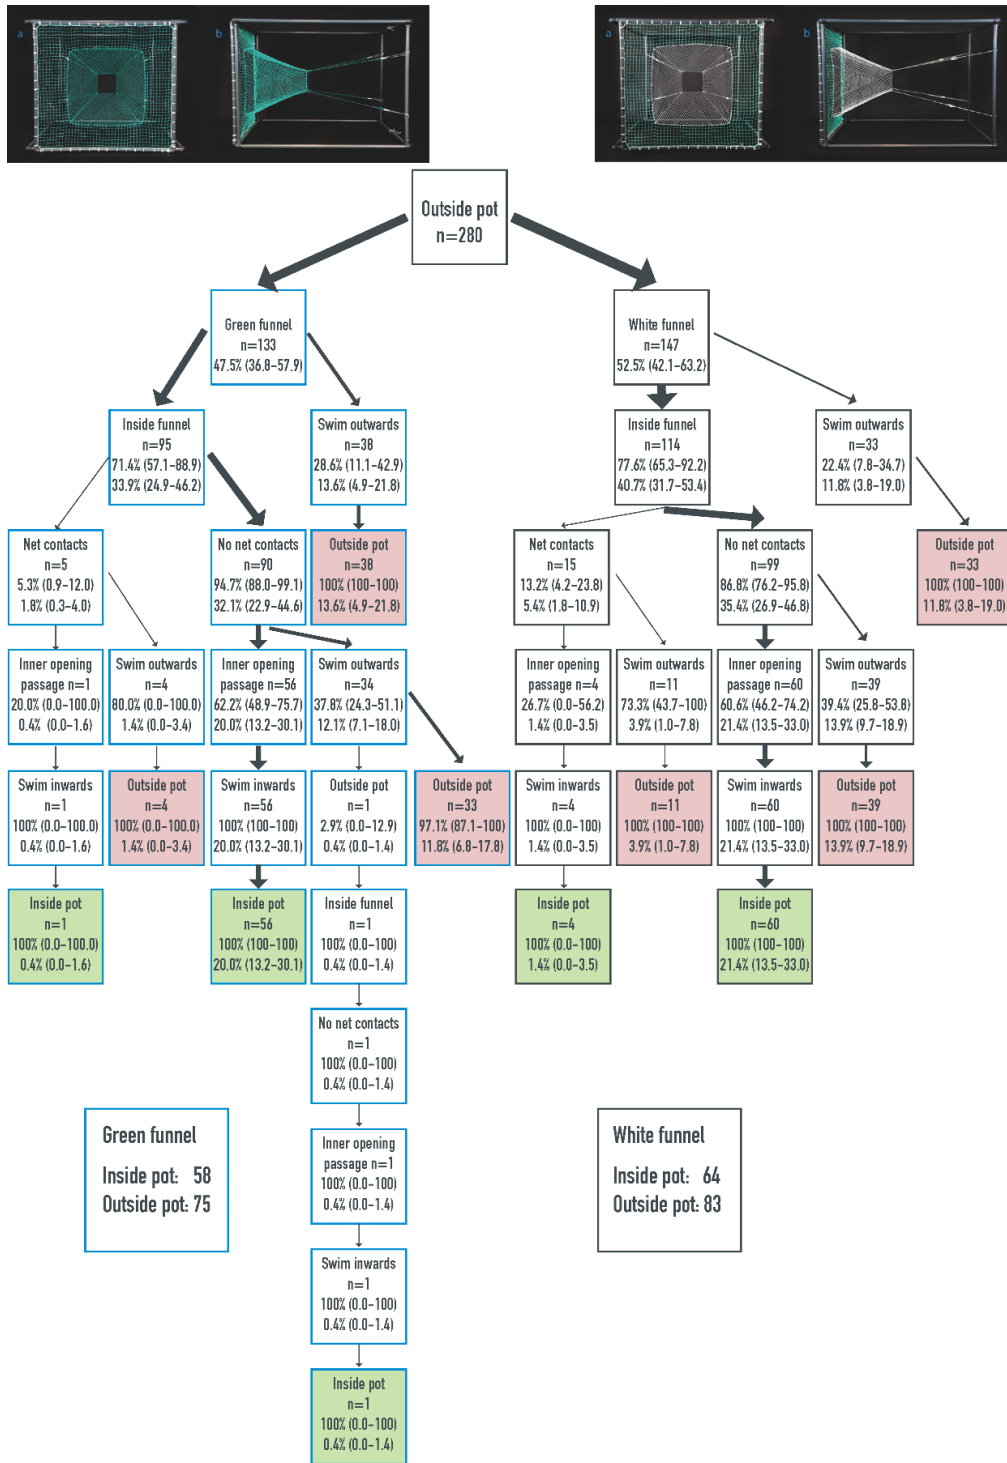 a
b
a
b
Outside pot
n=280
Green funnel
n=133
47.5% (36.8–57.9)
White funnel
n=147
52.5% (42.1–63.2)
Inside funnel
n=95
71.4% (57.1–88.9)
33.9% (24.9–46.2)
Swim outwards
n=38
28.6% (11.1–42.9)
13.6% (4.9–21.8)
Inside funnel
n=114
77.6% (65.3–92.2)
40.7% (31.7–53.4)
Swim outwards
n=33
22.4% (7.8–34.7)
11.8% (3.8–19.0)
Net contacts
n=5
5.3% (0.9–12.0)
1.8% (0.3–4.0)
No net contacts
n=90
94.7% (88.0–99.1)
32.1% (22.9–44.6)
Outside pot
n=38
100% (100–100)
13.6% (4.9–21.8)
Net contacts
n=15
13.2% (4.2–23.8)
5.4% (1.8–10.9)
No net contacts
n=99
86.8% (76.2–95.8)
35.4% (26.9–46.8)
Outside pot
n=33
100% (100–100)
11.8% (3.8–19.0)
Inner opening
passage n=1
20.0% (0.0–100.0)
0.4% (0.0–1.6)
Swim outwards
n=4
80.0% (0.0–100.0)
1.4% (0.0–3.4)
Inner opening
passage n=56
62.2% (48.9–75.7)
20.0% (13.2–30.1)
Swim outwards
n=34
37.8% (24.3–51.1)
12.1% (7.1–18.0)
Inner opening
passage n=4
26.7% (0.0–56.2)
1.4% (0.0–3.5)
Swim outwards
n=11
73.3% (43.7–100)
3.9% (1.0–7.8)
Inner opening
passage n=60
60.6% (46.2–74.2)
21.4% (13.5–33.0)
Swim outwards
n=39
39.4% (25.8–53.8)
13.9% (9.7–18.9)
Swim inwards
n=1
100% (0.0–100.0)
0.4% (0.0–1.6)
Outside pot
n=4
100% (0.0–100.0)
1.4% (0.0–3.4)
Swim inwards
n=56
100% (100–100)
20.0% (13.2–30.1)
Outside pot
n=1
2.9% (0.0–12.9)
0.4% (0.0–1.4)
Outside pot
n=33
97.1% (87.1–100)
11.8% (6.8–17.8)
Swim inwards
n=4
100% (0.0–100)
1.4% (0.0–3.5)
Outside pot
n=11
100% (100–100)
3.9% (1.0–7.8)
Swim inwards
n=60
100% (100–100)
21.4% (13.5–33.0)
Outside pot
n=39
100% (100–100)
13.9% (9.7–18.9)
Inside pot
n=1
100% (0.0–100.0)
0.4% (0.0–1.6)
Inside pot
n=56
100% (100–100)
20.0% (13.2–30.1)
Inside funnel
n=1
100% (0.0–100)
0.4% (0.0–1.4)
Inside pot
n=4
100% (0.0–100)
1.4% (0.0–3.5)
Inside pot
n=60
100% (100–100)
21.4% (13.5–33.0)
No net contacts
n=1
100% (0.0–100)
0.4% (0.0–1.4)
Green funnel
Inside pot: 58
Outside pot: 75
Inner opening
passage n=1
100% (0.0–100)
0.4% (0.0–1.4)
White funnel
Inside pot: 64
Outside pot: 83
Swim inwards
n=1
100% (0.0–100)
0.4% (0.0–1.4)
Inside pot
n=1
100% (0.0–100)
0.4% (0.0–1.4)